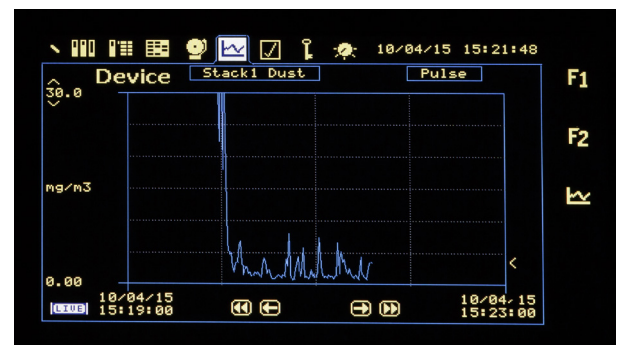 10/04/15 15:21:48
Device Stack1 Dust Pulse
F1
30.0
F2
mg/m3
0.00
10/04/15 10/04/15
LIVE 15:19:00 15:23:00